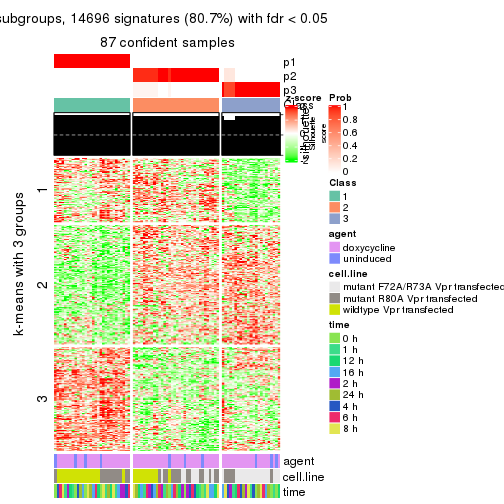 subgroups, 14696 signatures (80.7%) with fdr < 0.05
87 confident samples
p1
p2
p3
Class
z-score
Prob
1
0.8
0.6
0.4
0.2
0
silhouette
score
k-means with 3 groups
1
2
3
Class
1
2
3
agent
doxycycline
uninduced
cell.line
mutant F72A/R73A Vpr transfected
mutant R80A Vpr transfected
wildtype Vpr transfected
time
0 h
1 h
12 h
16 h
2 h
24 h
4 h
6 h
8 h
agent
cell.line
time